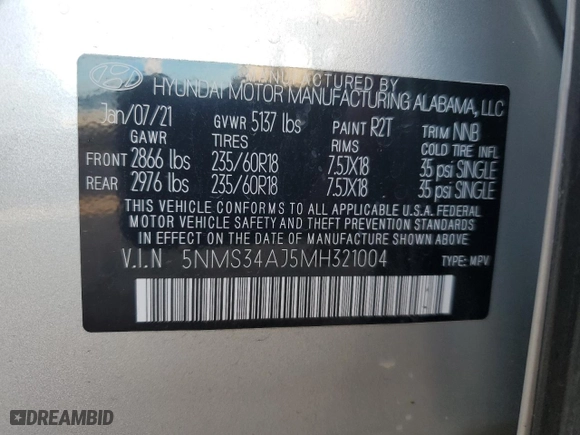 MANUFACTURED BY
HYUNDAI MOTOR MANUFACTURING ALABAMA, LLC
Jan/07/21 GVWR 5137 lbs PAINT R2T TRIM NNB
GAWR TIRES RIMS COLD TIRE INFL
FRONT 2866 lbs 235/60R18 7.5JX18 35 psi SINGLE
REAR 2976 lbs 235/60R18 7.5JX18 35 psi SINGLE
THIS VEHICLE CONFORMS TO ALL APPLICABLE U.S.A. FEDERAL
MOTOR VEHICLE SAFETY AND THEFT PREVENTION STANDARDS
IN EFFECT ON THE DATE OF MANUFACTURE SHOWN ABOVE.
V.I.N 5NMS34AJ5MH321004 TYPE: MPV
DREAMBID